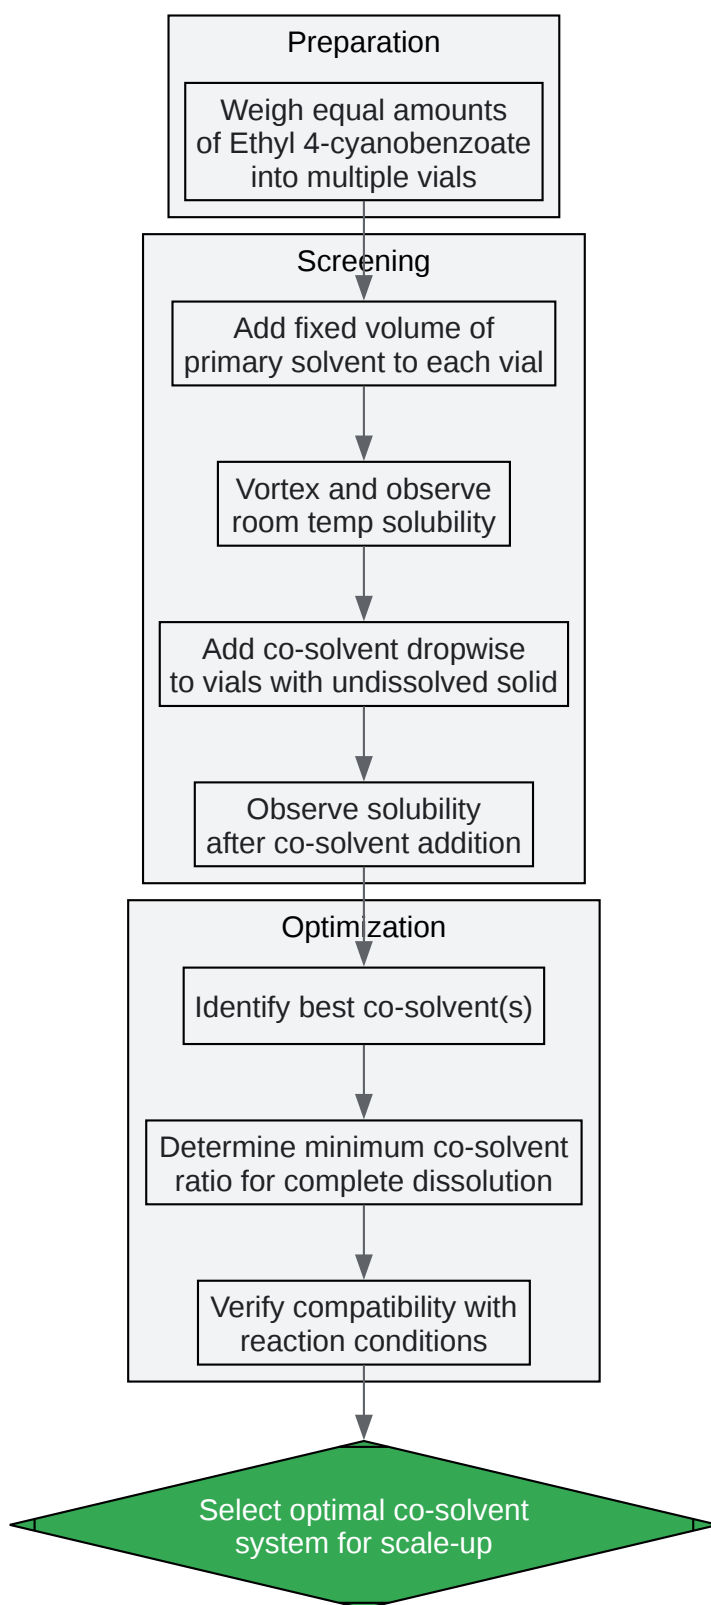 Preparation
Weigh equal amounts
of Ethyl 4-cyanobenzoate
into multiple vials
Screening
Add fixed volume of
primary solvent to each vial
Vortex and observe
room temp solubility
Add co-solvent dropwise
to vials with undissolved solid
Observe solubility
after co-solvent addition
Optimization
Identify best co-solvent(s)
Determine minimum co-solvent
ratio for complete dissolution
Verify compatibility with
reaction conditions
Select optimal co-solvent
system for scale-up